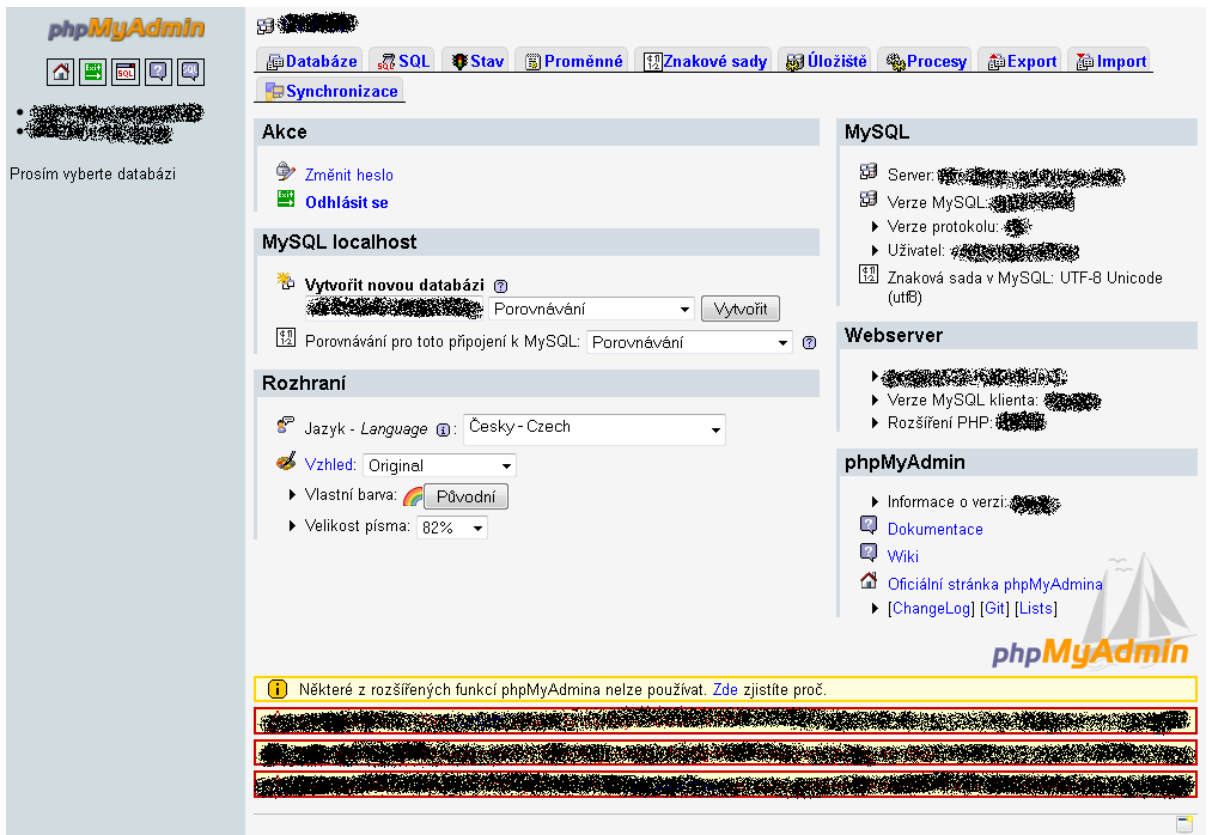 phpMyAdmin
Prosím vyberte databázi
Databáze SQL Stav Proměnné Znakové sady Úložiště Procesy Export Import
Synchronizace
Akce
Změnit heslo
Odhlásit se
MySQL localhost
Vytvořit novou databázi
Porovnávání Vytvořit
Porovnávání pro toto připojení k MySQL: Porovnávání
Rozhraní
Jazyk - Language : Česky - Czech
Vzhled: Original
Vlastní barva: Původní
Velikost písma: 82%
MySQL
Server:
Verze MySQL:
Verze protokolu:
Uživatel:
Znaková sada v MySQL: UTF-8 Unicode
(utf8)
Webserver
Verze MySQL klienta:
Rozšíření PHP:
phpMyAdmin
Informace o verzi:
Dokumentace
Wiki
Oficiální stránka phpMyAdmina
[ChangeLog] [Git] [Lists]
phpMyAdmin
Některé z rozšířených funkcí phpMyAdmina nelze používat. Zde zjistíte proč.